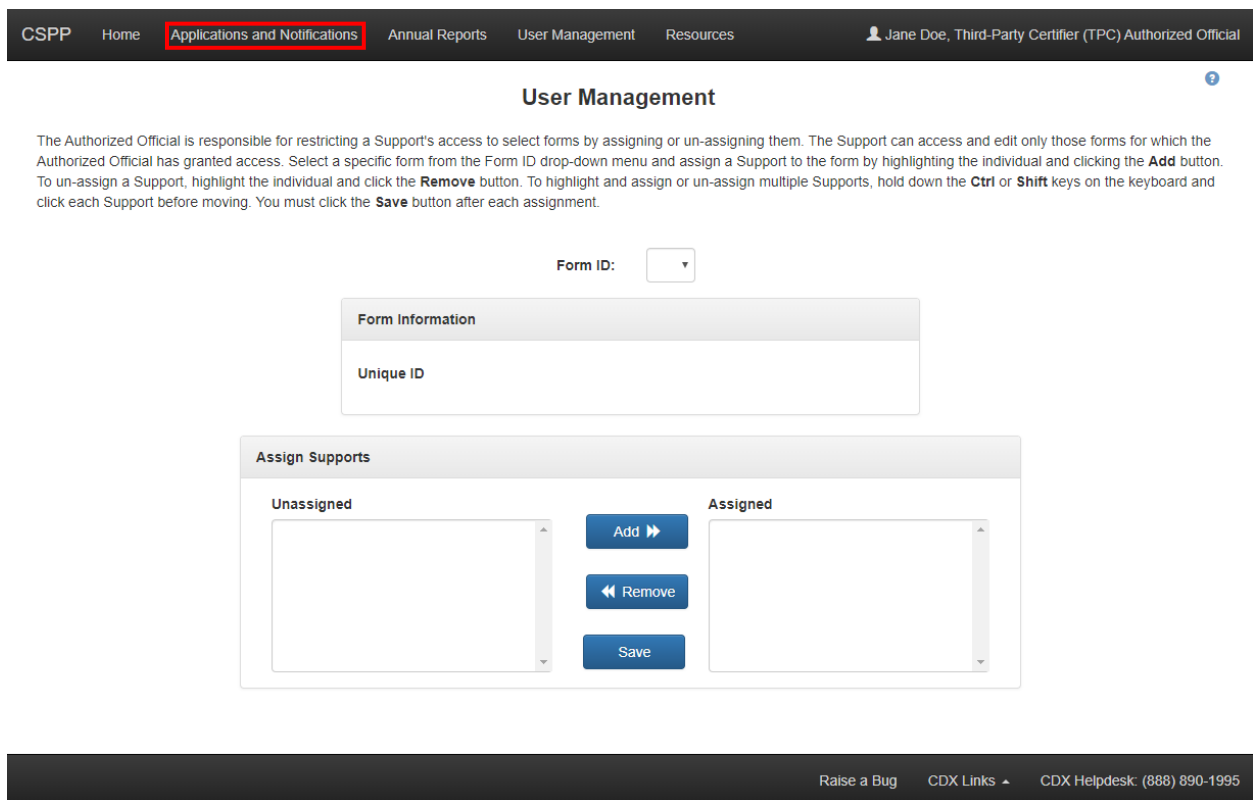 CSPP Home Applications and Notifications Annual Reports User Management Resources Jane Doe, Third-Party Certifier (TPC) Authorized Official
User Management
The Authorized Official is responsible for restricting a Support's access to select forms by assigning or un-assigning them. The Support can access and edit only those forms for which the
Authorized Official has granted access. Select a specific form from the Form ID drop-down menu and assign a Support to the form by highlighting the individual and clicking the Add button.
To un-assign a Support, highlight the individual and click the Remove button. To highlight and assign or un-assign multiple Supports, hold down the Ctrl or Shift keys on the keyboard and
click each Support before moving. You must click the Save button after each assignment.
Form ID:
Form Information
Unique ID
Assign Supports
Unassigned
Assigned
Add
Remove
Save
Raise a Bug CDX Links CDX Helpdesk: (888) 890-1995